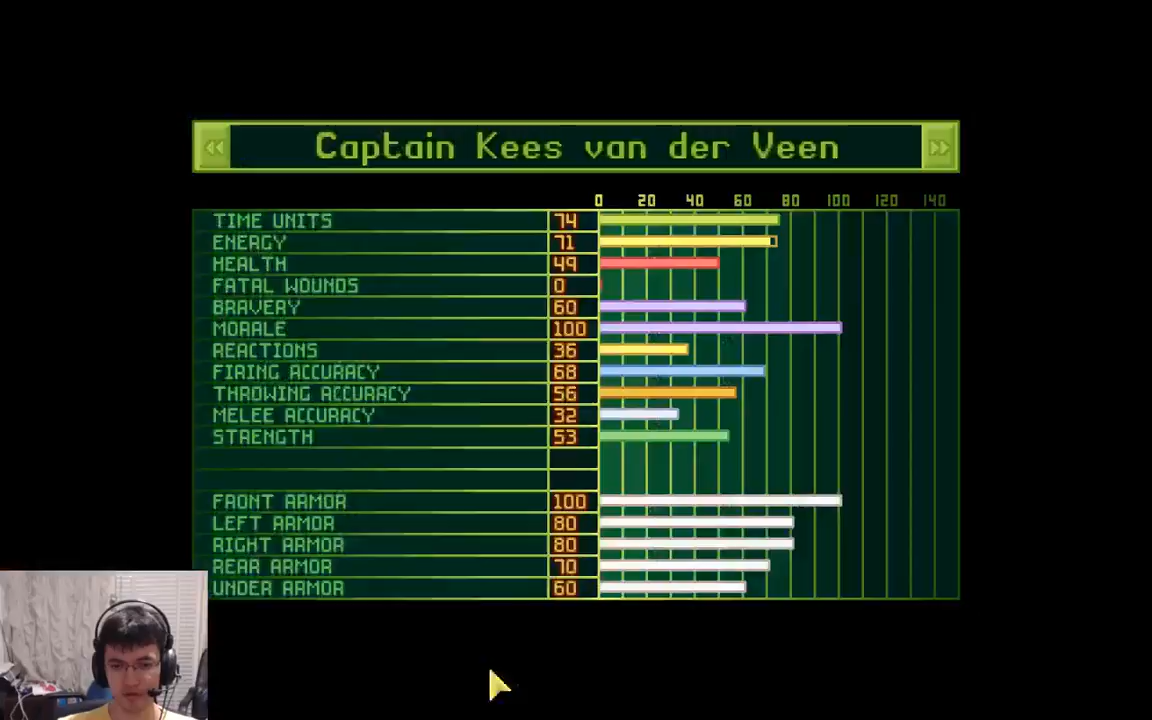 Captain Kees van der Veen
0 20 40 60 80 100 120 140
TIME UNITS 74
ENERGY 71
HEALTH 49
FATAL WOUNDS 0
BRAVERY 60
MORALE 100
REACTIONS 36
FIRING ACCURACY 68
THROWING ACCURACY 56
MELEE ACCURACY 32
STRENGTH 53
FRONT ARMOR 100
LEFT ARMOR 80
RIGHT ARMOR 80
REAR ARMOR 70
UNDER ARMOR 60